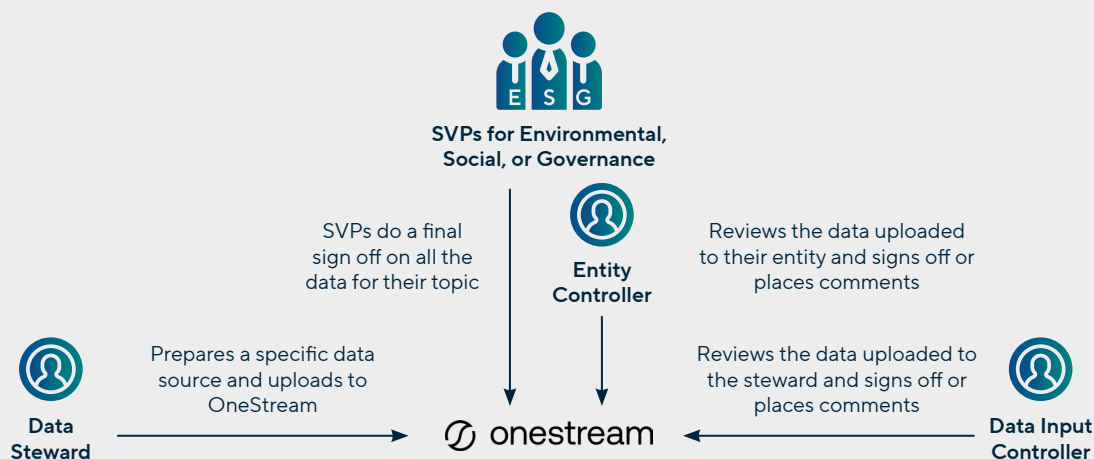 E S G
SVPs for Environmental,
Social, or Governance
SVPs do a final
sign off on all the
data for their topic
Entity
Controller
Reviews the data uploaded
to their entity and signs off or
places comments
Data
Steward
Prepares a specific data
source and uploads to
OneStream
onestream
Reviews the data uploaded to
the steward and signs off or
places comments
Data Input
Controller